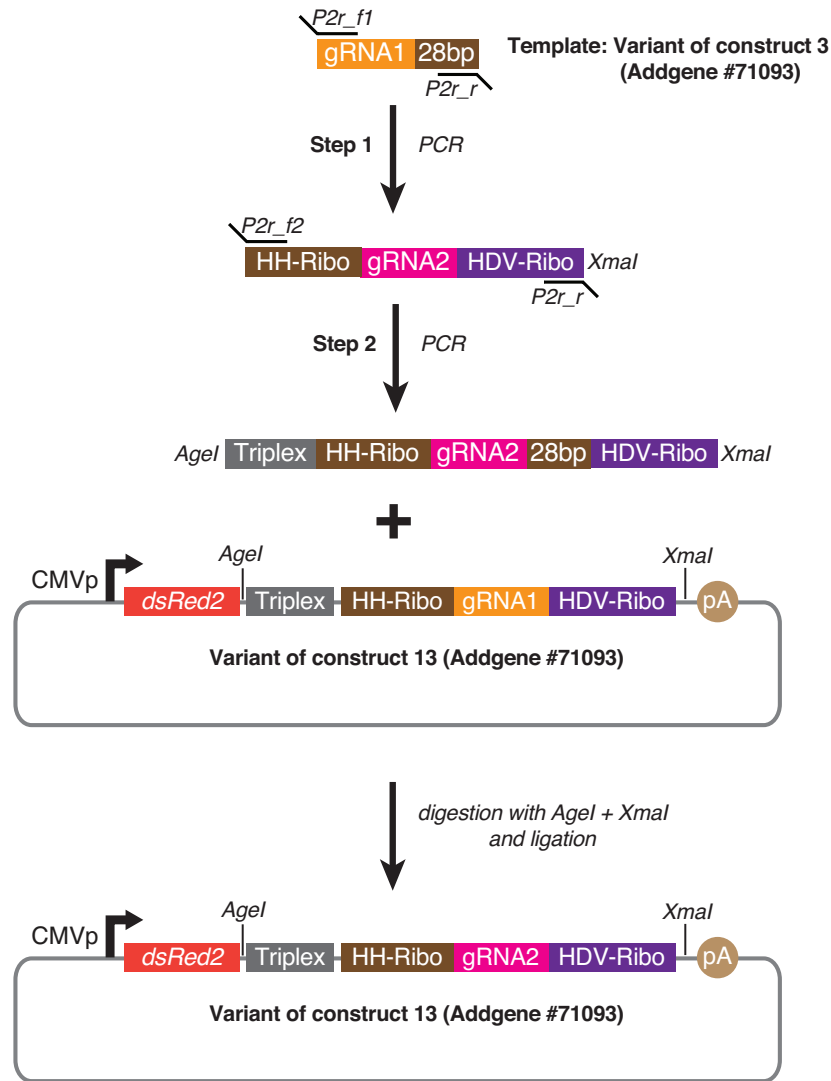 P2r_f1
gRNA1 28bp
P2r_r
Template: Variant of construct 3
(Addgene #71093)
Step 1 PCR
P2r_f2
HH-Ribo gRNA2 HDV-Ribo XmaI
P2r_r
Step 2 PCR
AgeI Triplex HH-Ribo gRNA2 28bp HDV-Ribo XmaI
+
CMVp AgeI XmaI
dsRed2 Triplex HH-Ribo gRNA1 HDV-Ribo pA
Variant of construct 13 (Addgene #71093)
digestion with AgeI + XmaI
and ligation
CMVp AgeI XmaI
dsRed2 Triplex HH-Ribo gRNA2 HDV-Ribo pA
Variant of construct 13 (Addgene #71093)